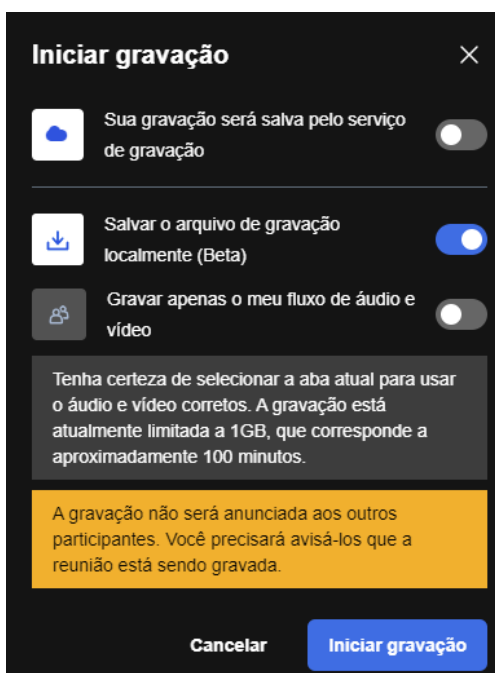 Iniciar gravação
Sua gravação será salva pelo serviço
de gravação
Salvar o arquivo de gravação
localmente (Beta)
Gravar apenas o meu fluxo de áudio e
vídeo
Tenha certeza de selecionar a aba atual para usar
o áudio e vídeo corretos. A gravação está
atualmente limitada a 1GB, que corresponde a
aproximadamente 100 minutos.
A gravação não será anunciada aos outros
participantes. Você precisará avisá-los que a
reunião está sendo gravada.
Cancelar
Iniciar gravação